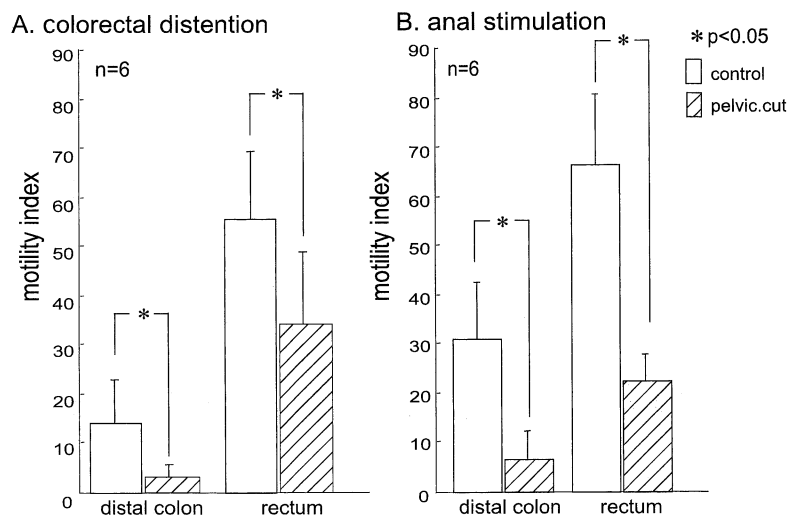 A. colorectal distention
n=6
motility index
90
80
70
60
50
40
30
20
10
0
*
*
distal colon
rectum
B. anal stimulation
n=6
motility index
90
80
70
60
50
40
30
20
10
0
*
*
distal colon
rectum
* p<0.05
control
pelvic.cut